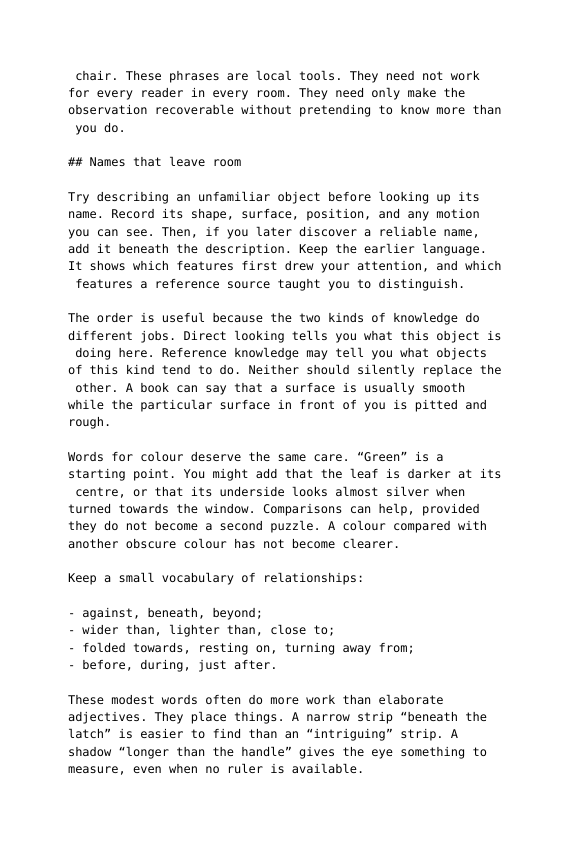 chair. These phrases are local tools. They need not work
for every reader in every room. They need only make the
observation recoverable without pretending to know more than
you do.

## Names that leave room

Try describing an unfamiliar object before looking up its
name. Record its shape, surface, position, and any motion
you can see. Then, if you later discover a reliable name,
add it beneath the description. Keep the earlier language.
It shows which features first drew your attention, and which
features a reference source taught you to distinguish.

The order is useful because the two kinds of knowledge do
different jobs. Direct looking tells you what this object is
doing here. Reference knowledge may tell you what objects
of this kind tend to do. Neither should silently replace the
other. A book can say that a surface is usually smooth
while the particular surface in front of you is pitted and
rough.

Words for colour deserve the same care. “Green” is a
starting point. You might add that the leaf is darker at its
centre, or that its underside looks almost silver when
turned towards the window. Comparisons can help, provided
they do not become a second puzzle. A colour compared with
another obscure colour has not become clearer.

Keep a small vocabulary of relationships:

- against, beneath, beyond;
- wider than, lighter than, close to;
- folded towards, resting on, turning away from;
- before, during, just after.

These modest words often do more work than elaborate
adjectives. They place things. A narrow strip “beneath the
latch” is easier to find than an “intriguing” strip. A
shadow “longer than the handle” gives the eye something to
measure, even when no ruler is available.